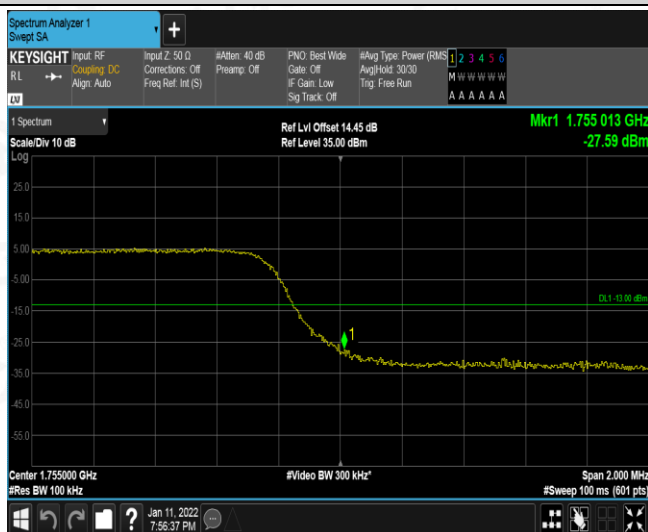 Spectrum Analyzer 1
Swept SA
+
KEYSIGHT
RL
LXI
Input: RF
Coupling: DC
Align: Auto
Input Z: 50 Ω
Corrections: Off
Freq Ref: Int (S)
#Atten: 40 dB
Preamp: Off
PNO: Best Wide
Gate: Off
IF Gain: Low
Sig Track: Off
#Avg Type: Power (RMS
Avg|Hold: 30/30
Trig: Free Run
1 2 3 4 5 6
M W W W W W
A A A A A A
1 Spectrum
Scale/Div 10 dB
Log
Ref Lvl Offset 14.45 dB
Ref Level 35.00 dBm
Mkr1 1.755 013 GHz
-27.59 dBm
25.0
15.0
5.00
-5.00
DL1 -13.00 dBm
-15.0
1
-25.0
-35.0
-45.0
-55.0
Center 1.755000 GHz
#Video BW 300 kHz*
Span 2.000 MHz
#Res BW 100 kHz
#Sweep 100 ms (601 pts)
?
Jan 11, 2022
7:56:37 PM